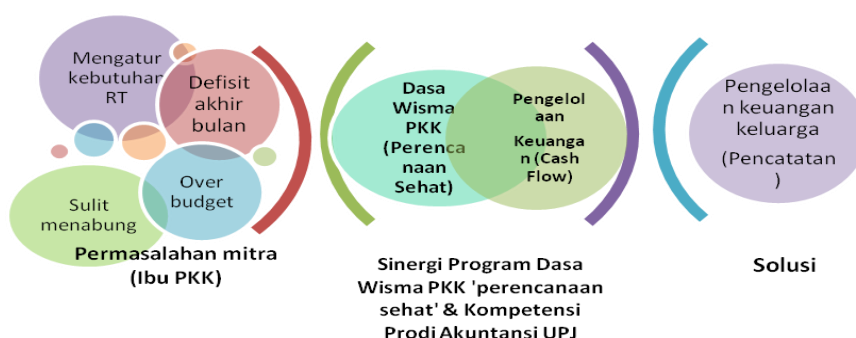 Mengatur
kebutuhan
RT
Defisit
akhir
bulan
Over
budget
Sulit
menabung
Permasalahan mitra
(Ibu PKK)
Dasa
Wisma
PKK
(Perenca
naan
Sehat)
Pengelol
aan
Keuanga
n (Cash
Flow)
Sinergi Program Dasa
Wisma PKK 'perencanaan
sehat' & Kompetensi
Prodi Akuntansi UPJ
Pengelolaa
n keuangan
keluarga
(Pencatatan
)
Solusi